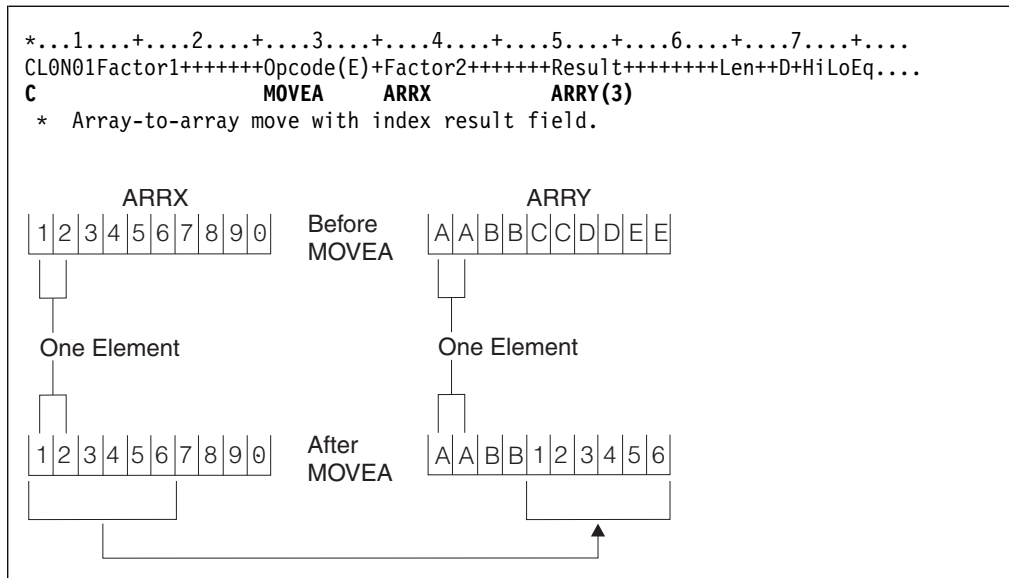 *...1....+....2....+....3....+....4....+....5....+....6....+....7....+....
CL0N01Factor1+++++++Opcode(E)+Factor2+++++++Result++++++++Len++D+HiLoEq....
C                   MOVEA     ARRX          ARRY(3)
 *  Array-to-array move with index result field.
ARRX ARRY
1 2 3 4 5 6 7 8 9 0 Before A A B B C C D D E E
MOVEA
One Element One Element
1 2 3 4 5 6 7 8 9 0 After A A B B 1 2 3 4 5 6
MOVEA